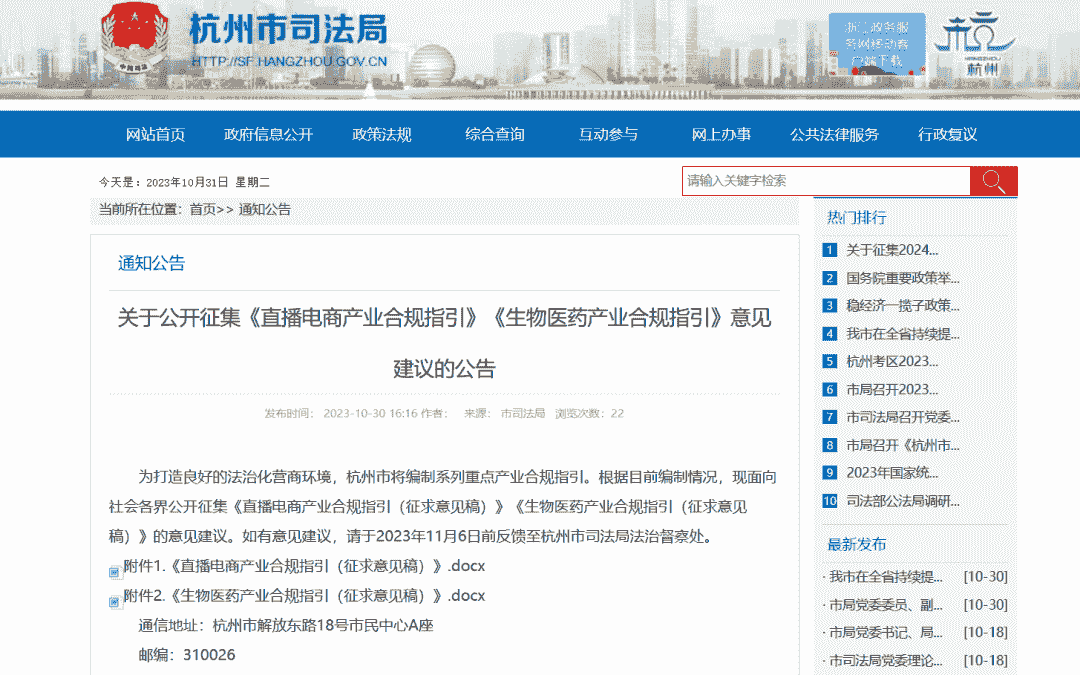 杭州市司法局
HTTP://SF.HANGZHOU.GOV.CN
浙江政务服
务网移动客
户端下载
HANGZHOU
杭州
网站首页 政府信息公开 政策法规 综合查询 互动参与 网上办事 公共法律服务 行政复议
今天是：2023年10月31日 星期二
请输入关键字检索
当前所在位置：首页>> 通知公告
通知公告
关于公开征集《直播电商产业合规指引》《生物医药产业合规指引》意见
建议的公告
发布时间： 2023-10-30 16:16 作者： 来源： 市司法局 浏览次数：22
为打造良好的法治化营商环境，杭州市将编制系列重点产业合规指引。根据目前编制情况，现面向
社会各界公开征集《直播电商产业合规指引（征求意见稿）》《生物医药产业合规指引（征求意见
稿）》的意见建议。如有意见建议，请于2023年11月6日前反馈至杭州市司法局法治督察处。
附件1.《直播电商产业合规指引（征求意见稿）》.docx
附件2.《生物医药产业合规指引（征求意见稿）》.docx
通信地址：杭州市解放东路18号市民中心A座
邮编：310026
热门排行
1 关于征集2024...
2 国务院重要政策举...
3 稳经济一揽子政策...
4 我市在全省持续提...
5 杭州考区2023...
6 市局召开2023...
7 市司法局召开党委...
8 市局召开《杭州市...
9 2023年国家统...
10 司法部公法局调研...
最新发布
· 我市在全省持续提... [10-30]
· 市局党委委员、副... [10-30]
· 市局党委书记、局... [10-18]
· 市司法局党委理论... [10-18]